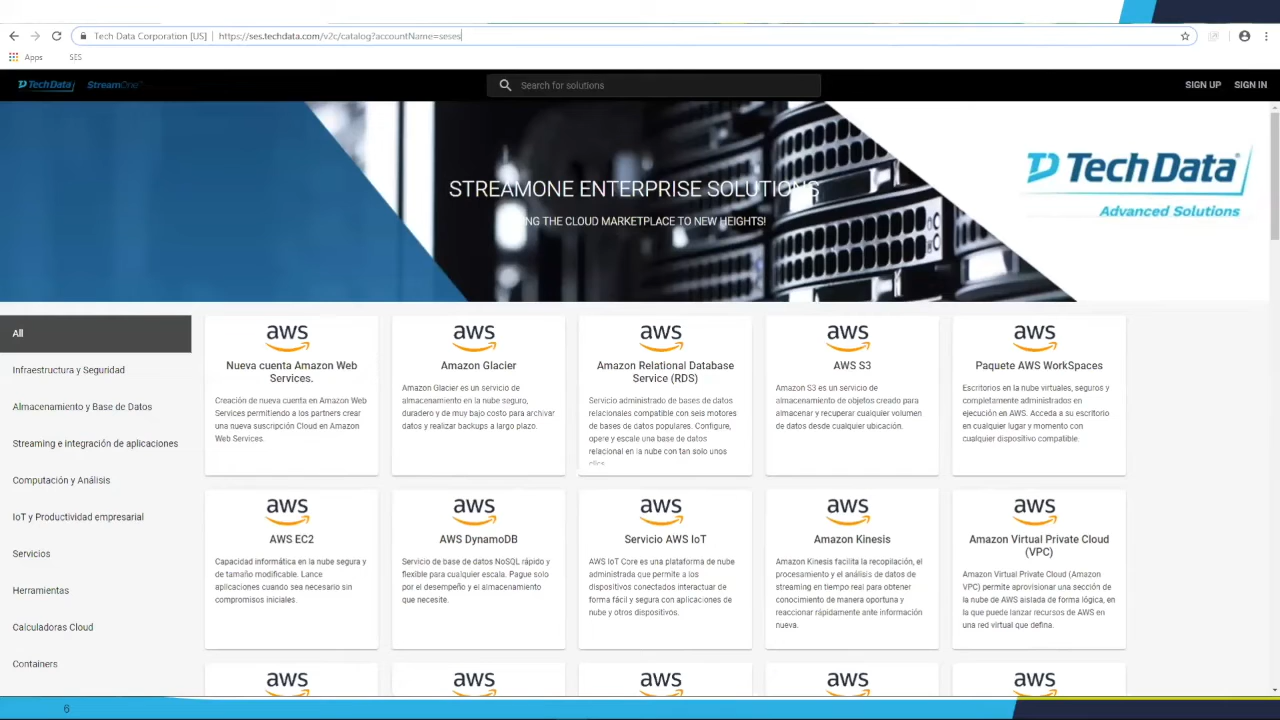 Tech Data Corporation [US] | https://ses.techdata.com/v2c/catalog?accountName=seses
Apps SES
TechData StreamOne
Search for solutions
SIGN UP SIGN IN
STREAMONE ENTERPRISE SOLUTIONS
THE CLOUD MARKETPLACE TO NEW HEIGHTS!
TechData
Advanced Solutions
All
Infraestructura y Seguridad
Almacenamiento y Base de Datos
Streaming e integración de aplicaciones
Computación y Análisis
IoT y Productividad empresarial
Servicios
Herramientas
Calculadoras Cloud
Containers
aws
Nueva cuenta Amazon Web
Services.
Creación de nueva cuenta en Amazon Web
Services permitiendo a los partners crear
una nueva suscripción Cloud en Amazon
Web Services.
aws
Amazon Glacier
Amazon Glacier es un servicio de
almacenamiento en la nube seguro,
duradero y de muy bajo costo para archivar
datos y realizar backups a largo plazo.
aws
Amazon Relational Database
Service (RDS)
Servicio administrado de bases de datos
relacionales compatible con seis motores
de bases de datos populares. Configure,
opere y escale una base de datos
relacional en la nube con tan solo unos
clics.
aws
AWS S3
Amazon S3 es un servicio de
almacenamiento de objetos creado para
almacenar y recuperar cualquier volumen
de datos desde cualquier ubicación.
aws
Paquete AWS WorkSpaces
Escritorios en la nube virtuales, seguros y
completamente administrados en
ejecución en AWS. Acceda a su escritorio
en cualquier lugar y momento con
cualquier dispositivo compatible.
aws
AWS EC2
Capacidad informática en la nube segura y
de tamaño modificable. Lance
aplicaciones cuando sea necesario sin
compromisos iniciales.
aws
AWS DynamoDB
Servicio de base de datos NoSQL rápido y
flexible para cualquier escala. Pague solo
por el desempeño y el almacenamiento
que necesite.
aws
Servicio AWS IoT
AWS IoT Core es una plataforma de nube
administrada que permite a los
dispositivos conectados interactuar de
forma fácil y segura con aplicaciones de
nube y otros dispositivos.
aws
Amazon Kinesis
Amazon Kinesis facilita la recopilación, el
procesamiento y el análisis de datos de
streaming en tiempo real para obtener
conocimiento de manera oportuna y
reaccionar rápidamente ante información
nueva.
aws
Amazon Virtual Private Cloud
(VPC)
Amazon Virtual Private Cloud (Amazon
VPC) permite aprovisionar una sección de
la nube de AWS aislada de forma lógica, en
la que puede lanzar recursos de AWS en
una red virtual que defina.
aws
aws
aws
aws
aws
6